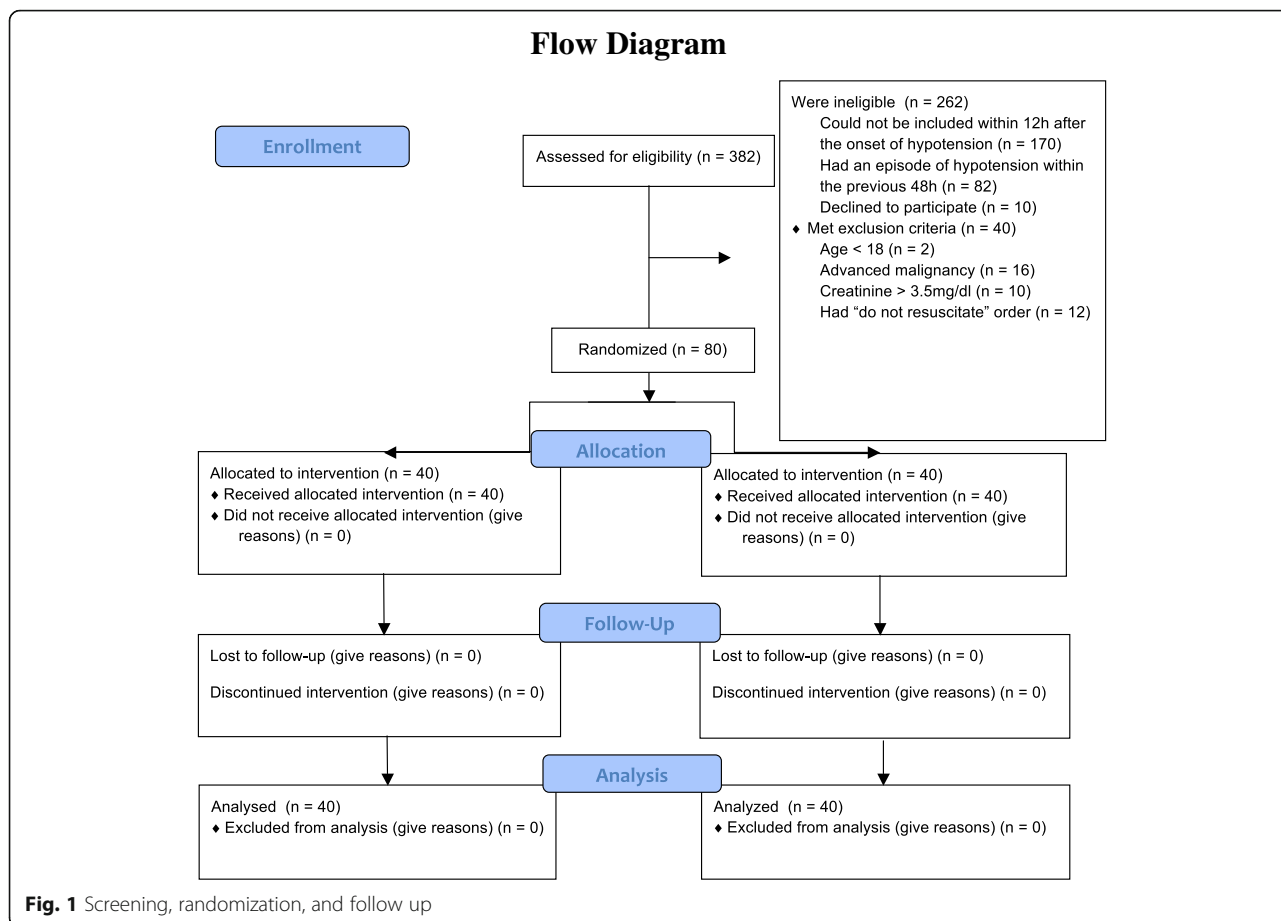 Flow Diagram
Enrollment
Assessed for eligibility (n = 382)
Were ineligible (n = 262)
Could not be included within 12h after
the onset of hypotension (n = 170)
Had an episode of hypotension within
the previous 48h (n = 82)
Declined to participate (n = 10)
♦ Met exclusion criteria (n = 40)
Age < 18 (n = 2)
Advanced malignancy (n = 16)
Creatinine > 3.5mg/dl (n = 10)
Had “do not resuscitate” order (n = 12)
Randomized (n = 80)
Allocation
Allocated to intervention (n = 40)
♦ Received allocated intervention (n = 40)
♦ Did not receive allocated intervention (give
reasons) (n = 0)
Allocated to intervention (n = 40)
♦ Received allocated intervention (n = 40)
♦ Did not receive allocated intervention (give
reasons) (n = 0)
Follow-Up
Lost to follow-up (give reasons) (n = 0)
Discontinued intervention (give reasons) (n = 0)
Lost to follow-up (give reasons) (n = 0)
Discontinued intervention (give reasons) (n = 0)
Analysis
Analysed (n = 40)
♦ Excluded from analysis (give reasons) (n = 0)
Analyzed (n = 40)
♦ Excluded from analysis (give reasons) (n = 0)
Fig. 1 Screening, randomization, and follow up